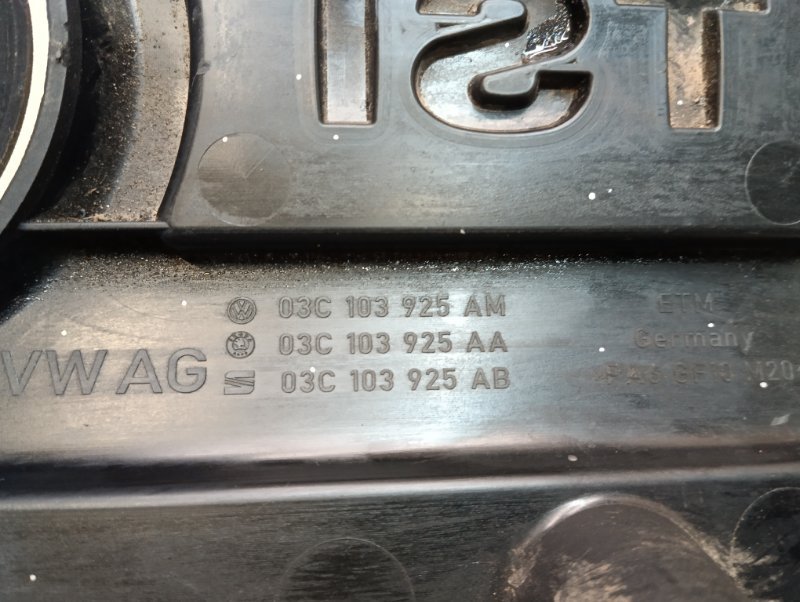 TSI
03C 103 925 AM
03C 103 925 AA
VW AG
03C 103 925 AB
ETM
Germany